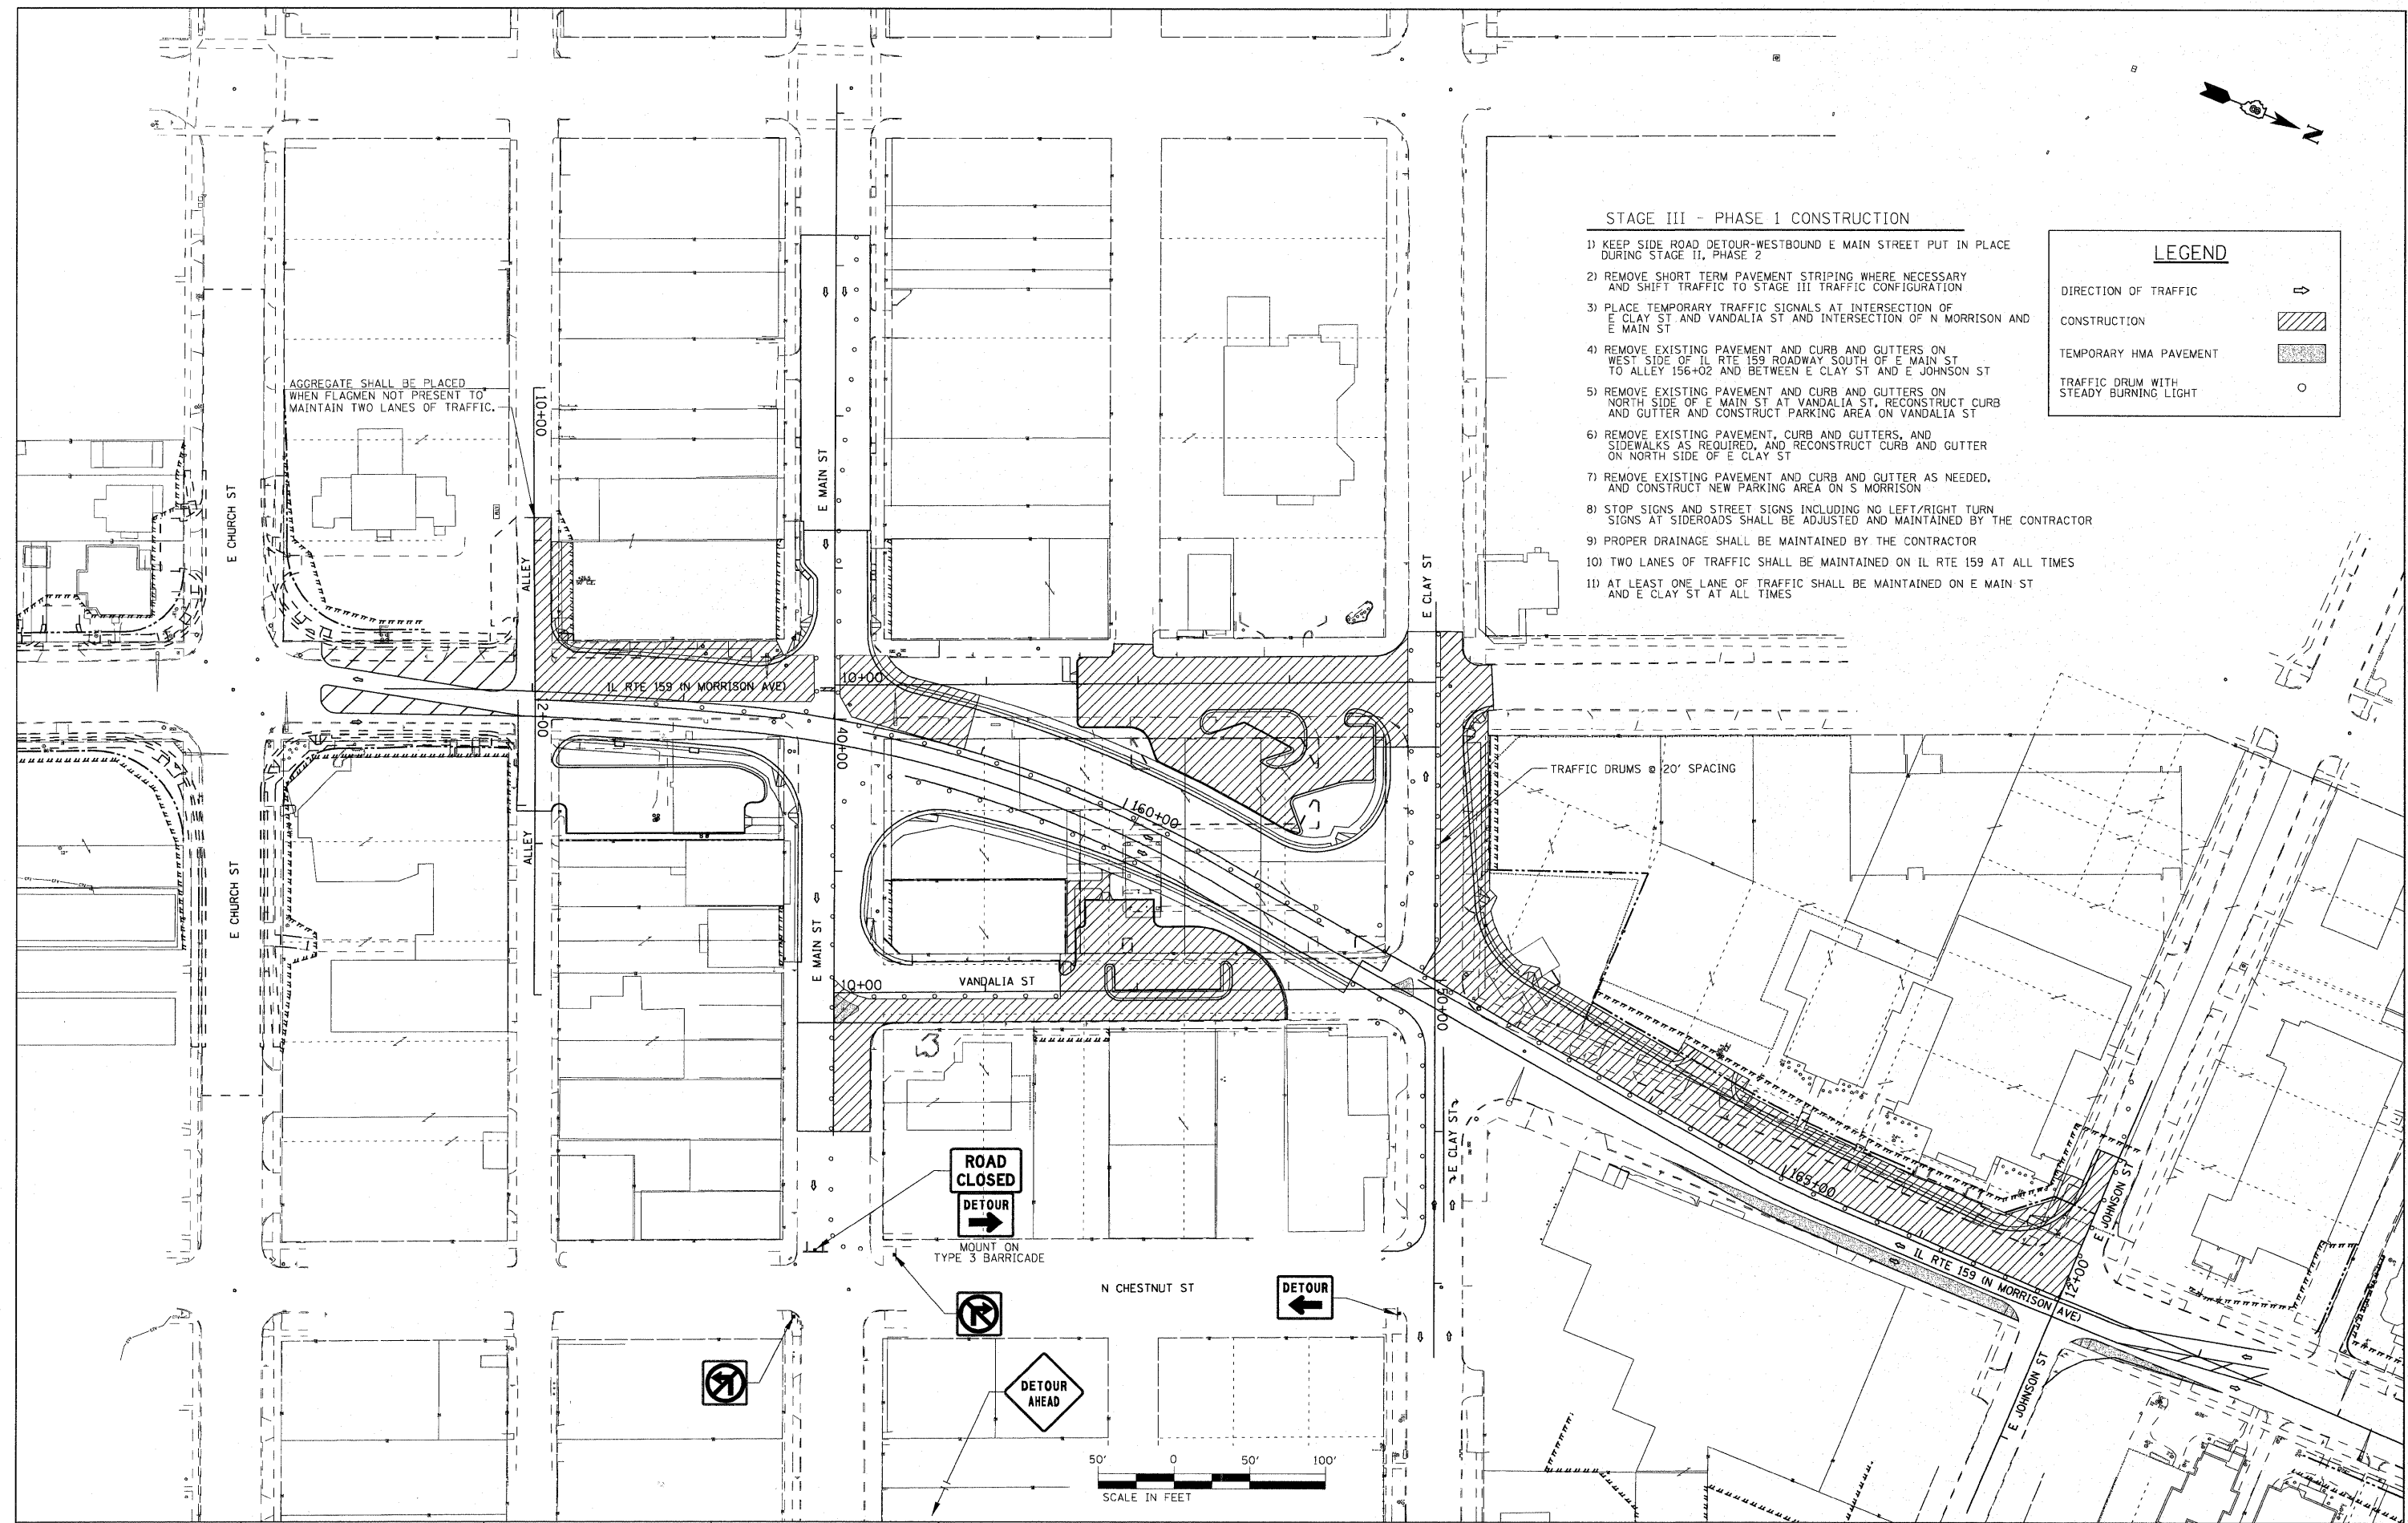 STAGE III - PHASE 1 CONSTRUCTION
1) KEEP SIDE ROAD DETOUR-WESTBOUND E MAIN STREET PUT IN PLACE
DURING STAGE II, PHASE 2
2) REMOVE SHORT TERM PAVEMENT STRIPING WHERE NECESSARY
AND SHIFT TRAFFIC TO STAGE III TRAFFIC CONFIGURATION
3) PLACE TEMPORARY TRAFFIC SIGNALS AT INTERSECTION OF
E CLAY ST AND VANDALIA ST AND INTERSECTION OF N MORRISON AND
E MAIN ST
4) REMOVE EXISTING PAVEMENT AND CURB AND GUTTERS ON
WEST SIDE OF IL RTE 159 ROADWAY SOUTH OF E MAIN ST
TO ALLEY 156+02 AND BETWEEN E CLAY ST AND E JOHNSON ST
5) REMOVE EXISTING PAVEMENT AND CURB AND GUTTERS ON
NORTH SIDE OF E MAIN ST AT VANDALIA ST, RECONSTRUCT CURB
AND GUTTER AND CONSTRUCT PARKING AREA ON VANDALIA ST
6) REMOVE EXISTING PAVEMENT, CURB AND GUTTERS, AND
SIDEWALKS AS REQUIRED, AND RECONSTRUCT CURB AND GUTTER
ON NORTH SIDE OF E CLAY ST
7) REMOVE EXISTING PAVEMENT AND CURB AND GUTTER AS NEEDED,
AND CONSTRUCT NEW PARKING AREA ON S MORRISON
8) STOP SIGNS AND STREET SIGNS INCLUDING NO LEFT/RIGHT TURN
SIGNS AT SIDEROADS SHALL BE ADJUSTED AND MAINTAINED BY THE CONTRACTOR
9) PROPER DRAINAGE SHALL BE MAINTAINED BY THE CONTRACTOR
10) TWO LANES OF TRAFFIC SHALL BE MAINTAINED ON IL RTE 159 AT ALL TIMES
11) AT LEAST ONE LANE OF TRAFFIC SHALL BE MAINTAINED ON E MAIN ST
AND E CLAY ST AT ALL TIMES
LEGEND
DIRECTION OF TRAFFIC
CONSTRUCTION
TEMPORARY HMA PAVEMENT
TRAFFIC DRUM WITH
STEADY BURNING LIGHT
N
AGGREGATE SHALL BE PLACED
WHEN FLAGMEN NOT PRESENT TO
MAINTAIN TWO LANES OF TRAFFIC.
10+00
E MAIN ST
E CHURCH ST
ALLEY
E CLAY ST
IL RTE 159 (N MORRISON AVE)
10+00
12+00
40+00
TRAFFIC DRUMS @ 20' SPACING
160+00
ALLEY
E CHURCH ST
E MAIN ST
10+00
VANDALIA ST
50+00
E CLAY ST
165+00
E JOHNSON ST
IL RTE 159 (N MORRISON AVE)
12+00
E JOHNSON ST
ROAD
CLOSED
DETOUR
MOUNT ON
TYPE 3 BARRICADE
N CHESTNUT ST
DETOUR
DETOUR
AHEAD
50' 0 50' 100'
SCALE IN FEET